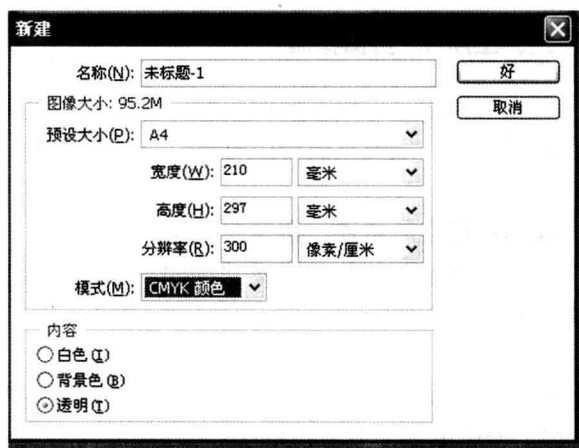 新建
名称(N): 未标题-1
好
图像大小: 95.2M
取消
预设大小(P): A4
宽度(W): 210 毫米
高度(H): 297 毫米
分辨率(R): 300 像素/厘米
模式(M): CMYK 颜色
内容
白色(I)
背景色(B)
透明(T)